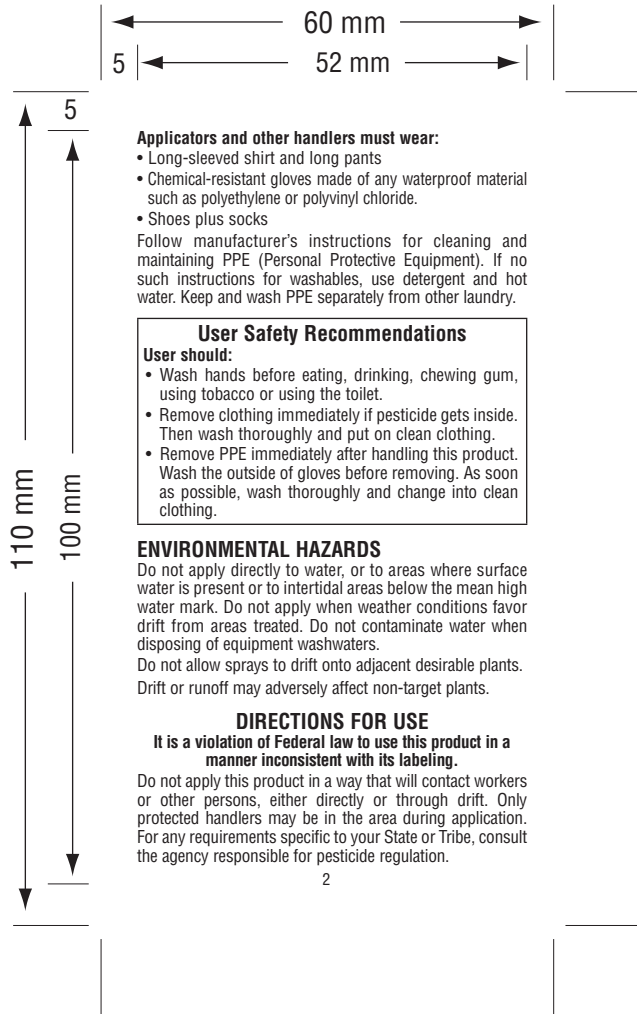 60 mm
5
52 mm
5
110 mm
100 mm
Applicators and other handlers must wear:
• Long-sleeved shirt and long pants
• Chemical-resistant gloves made of any waterproof material
such as polyethylene or polyvinyl chloride.
• Shoes plus socks
Follow manufacturer's instructions for cleaning and
maintaining PPE (Personal Protective Equipment). If no
such instructions for washables, use detergent and hot
water. Keep and wash PPE separately from other laundry.
User Safety Recommendations
User should:
• Wash hands before eating, drinking, chewing gum,
using tobacco or using the toilet.
• Remove clothing immediately if pesticide gets inside.
Then wash thoroughly and put on clean clothing.
• Remove PPE immediately after handling this product.
Wash the outside of gloves before removing. As soon
as possible, wash thoroughly and change into clean
clothing.
ENVIRONMENTAL HAZARDS
Do not apply directly to water, or to areas where surface
water is present or to intertidal areas below the mean high
water mark. Do not apply when weather conditions favor
drift from areas treated. Do not contaminate water when
disposing of equipment washwaters.
Do not allow sprays to drift onto adjacent desirable plants.
Drift or runoff may adversely affect non-target plants.
DIRECTIONS FOR USE
It is a violation of Federal law to use this product in a
manner inconsistent with its labeling.
Do not apply this product in a way that will contact workers
or other persons, either directly or through drift. Only
protected handlers may be in the area during application.
For any requirements specific to your State or Tribe, consult
the agency responsible for pesticide regulation.
2